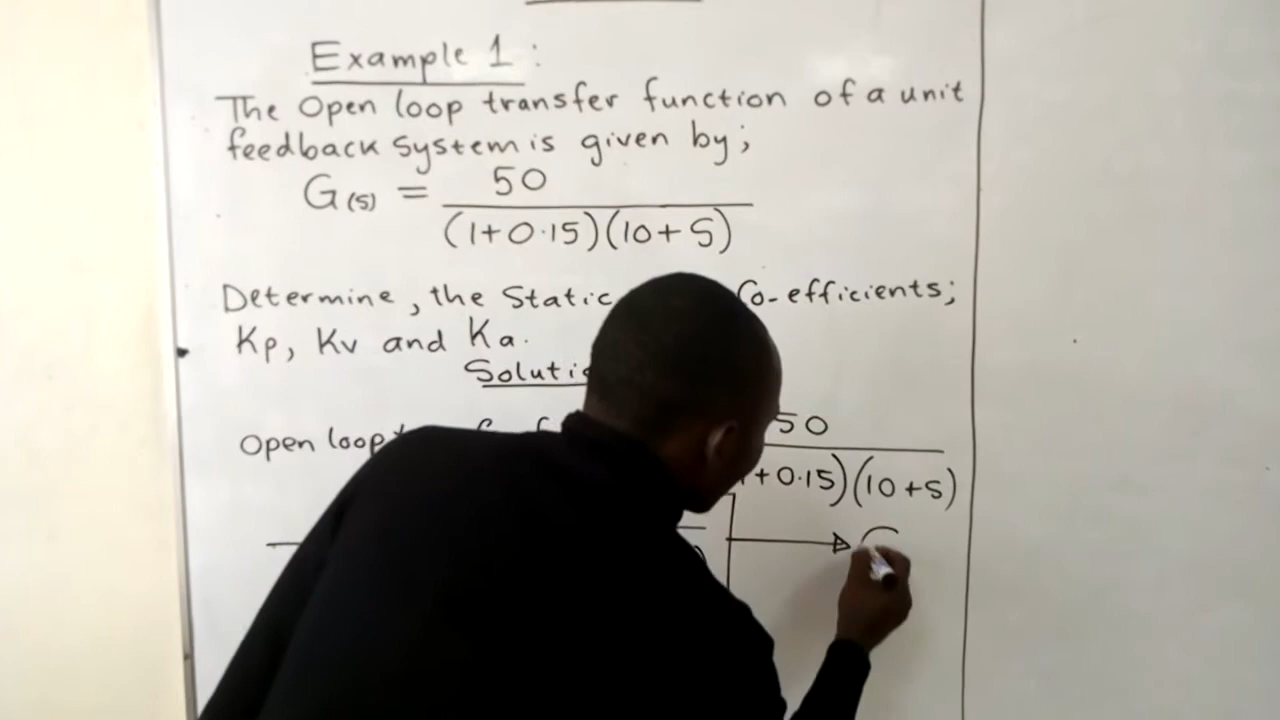 Example 1:
The Open loop transfer function of a unit
feedback system is given by;
G(s) = 50
(1+0.1S)(10+S)
Determine, the Static Co-efficients;
Kp, Kv and Ka.
Soluti
Open loop
50
+0.1S)(10+S)